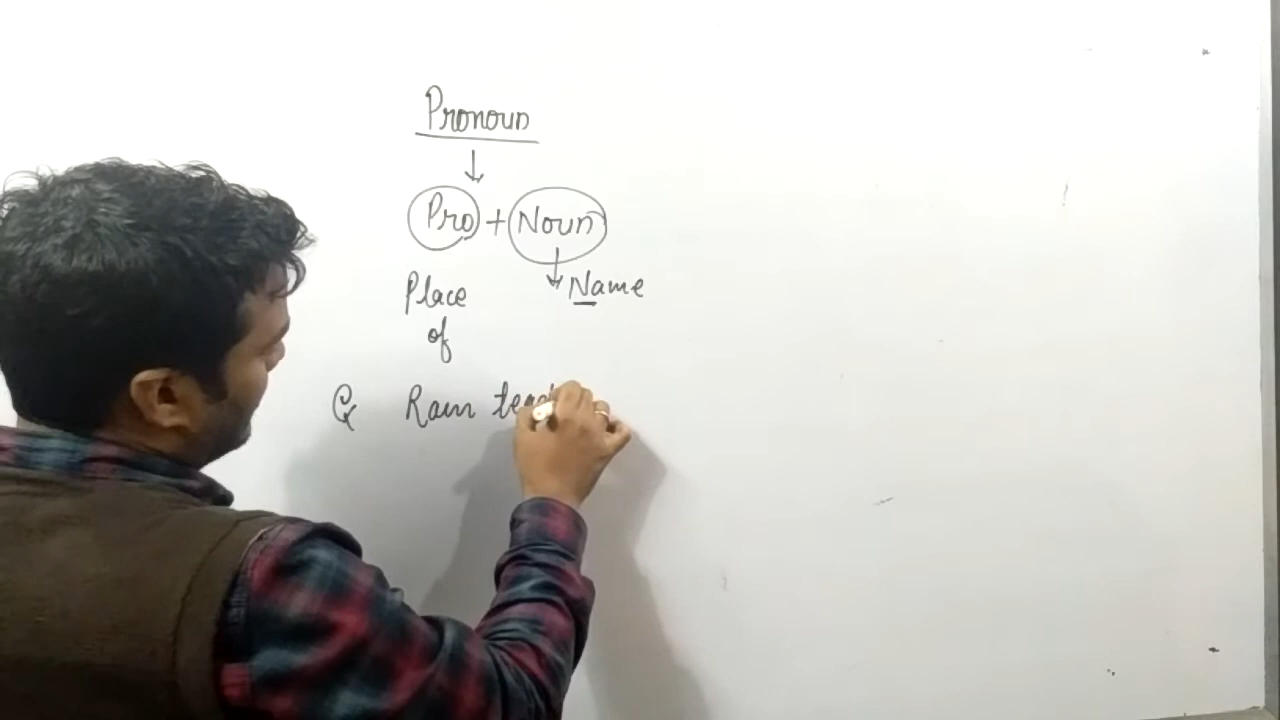 Pronoun
↓
Pro + Noun
↓ Name
Place
of
Ram